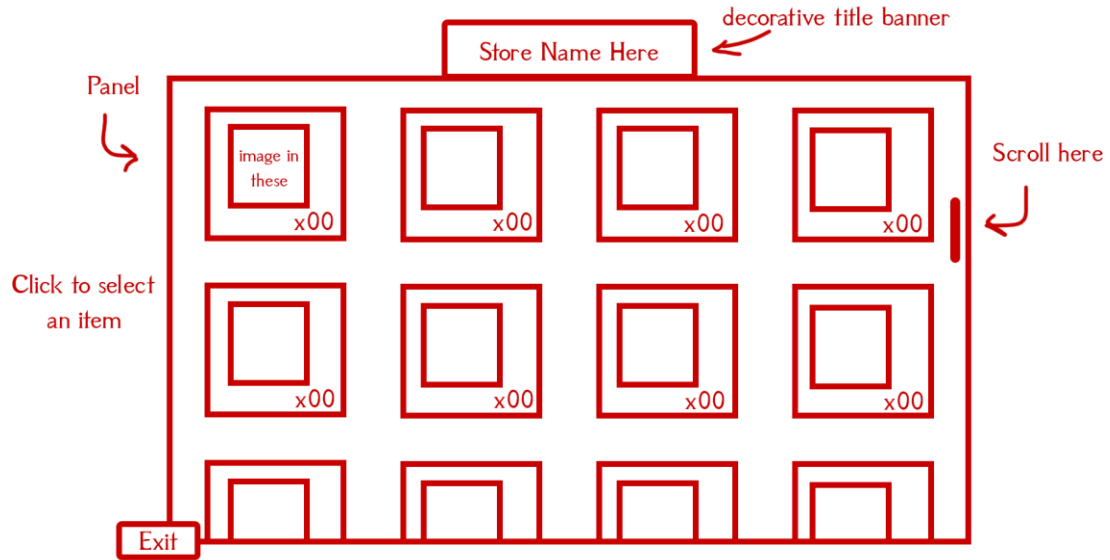 decorative title banner
Store Name Here
Panel
image in
these
x00
x00
x00
x00
Scroll here
Click to select
an item
x00
x00
x00
x00
Exit